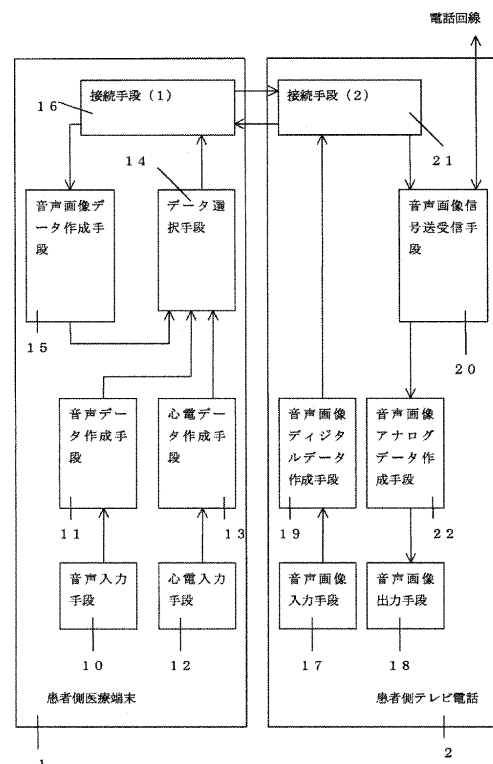 電話回線
接続手段（1）
接続手段（2）
16
21
14
音声画像デ
ータ作成手
段
データ選
択手段
音声画像信
号送受信手
段
15
20
音声デー
タ作成手
段
心電デー
タ作成手
段
音声画像
ディジタ
ルデータ
作成手段
音声画像
アナログ
データ作
成手段
11
13
19
22
音声入力
手段
心電入力
手段
音声画像
入力手段
音声画像
出力手段
10
12
17
18
患者側医療端末
患者側テレビ電話
1
2